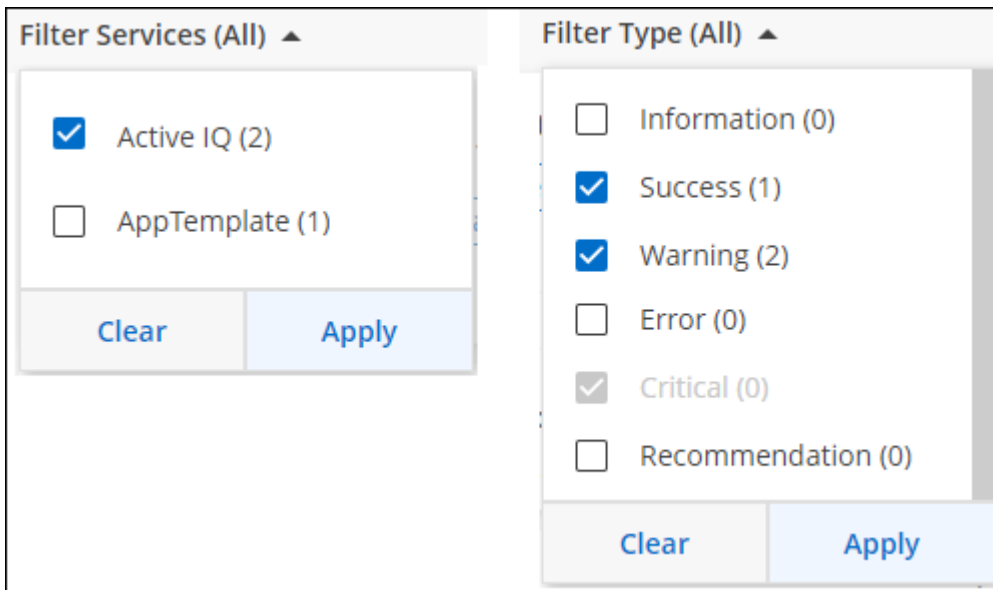 Filter Services (All)
Active IQ (2)
AppTemplate (1)
Clear Apply
Filter Type (All)
Information (0)
Success (1)
Warning (2)
Error (0)
Critical (0)
Recommendation (0)
Clear Apply